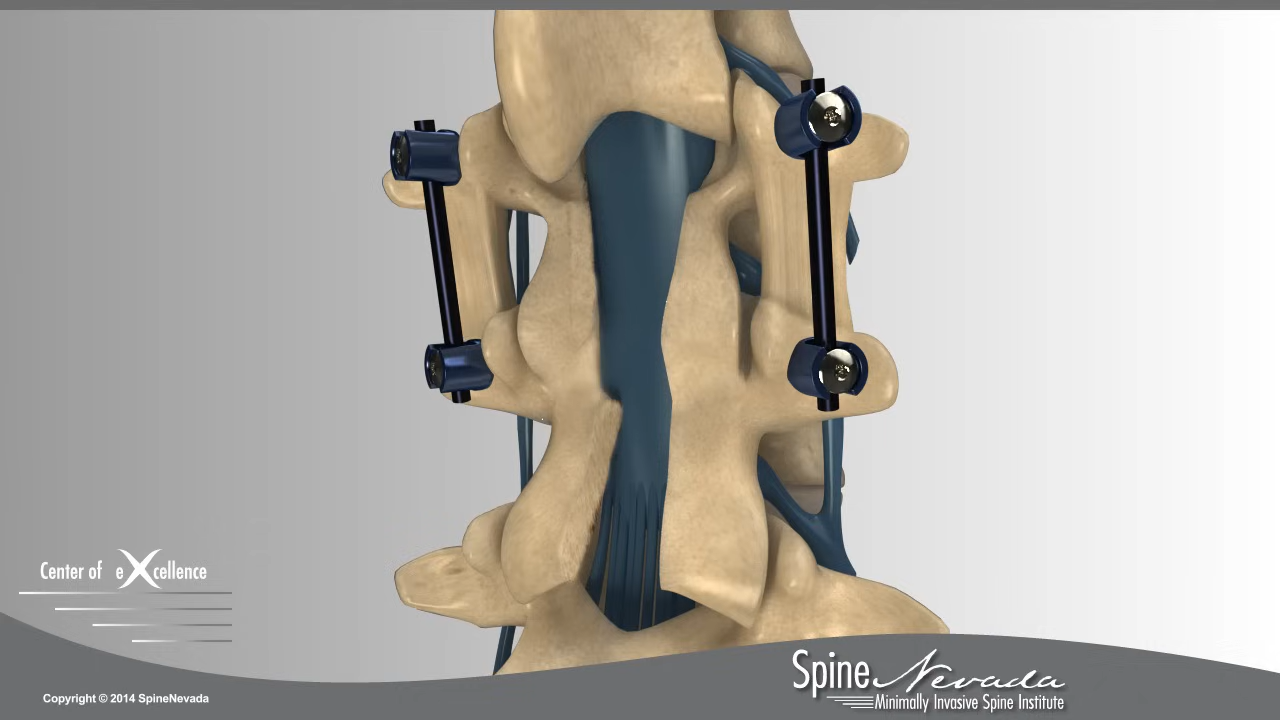 Center of eXcellence
Copyright © 2014 SpineNevada
Spine Nevada
Minimally Invasive Spine Institute